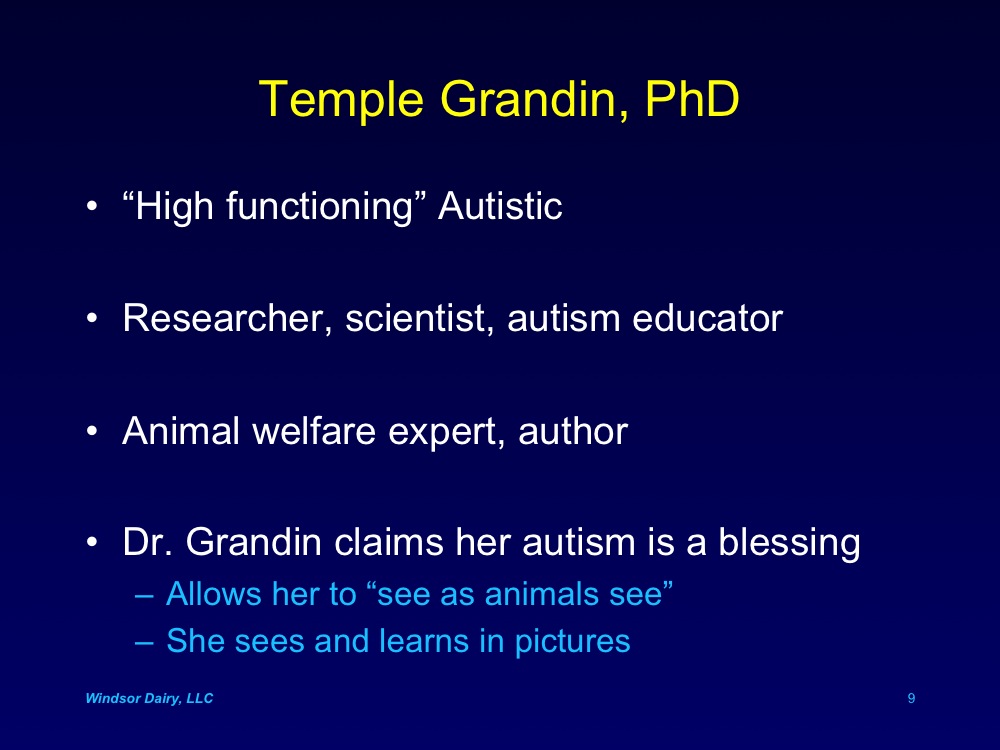 Temple Grandin, PhD
• “High functioning” Autistic
• Researcher, scientist, autism educator
• Animal welfare expert, author
• Dr. Grandin claims her autism is a blessing
– Allows her to “see as animals see”
– She sees and learns in pictures
Windsor Dairy, LLC
9